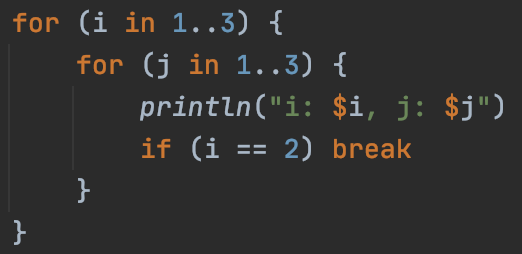 for (i in 1..3) {
    for (j in 1..3) {
        println("i: $i, j: $j")
        if (i == 2) break
    }
}